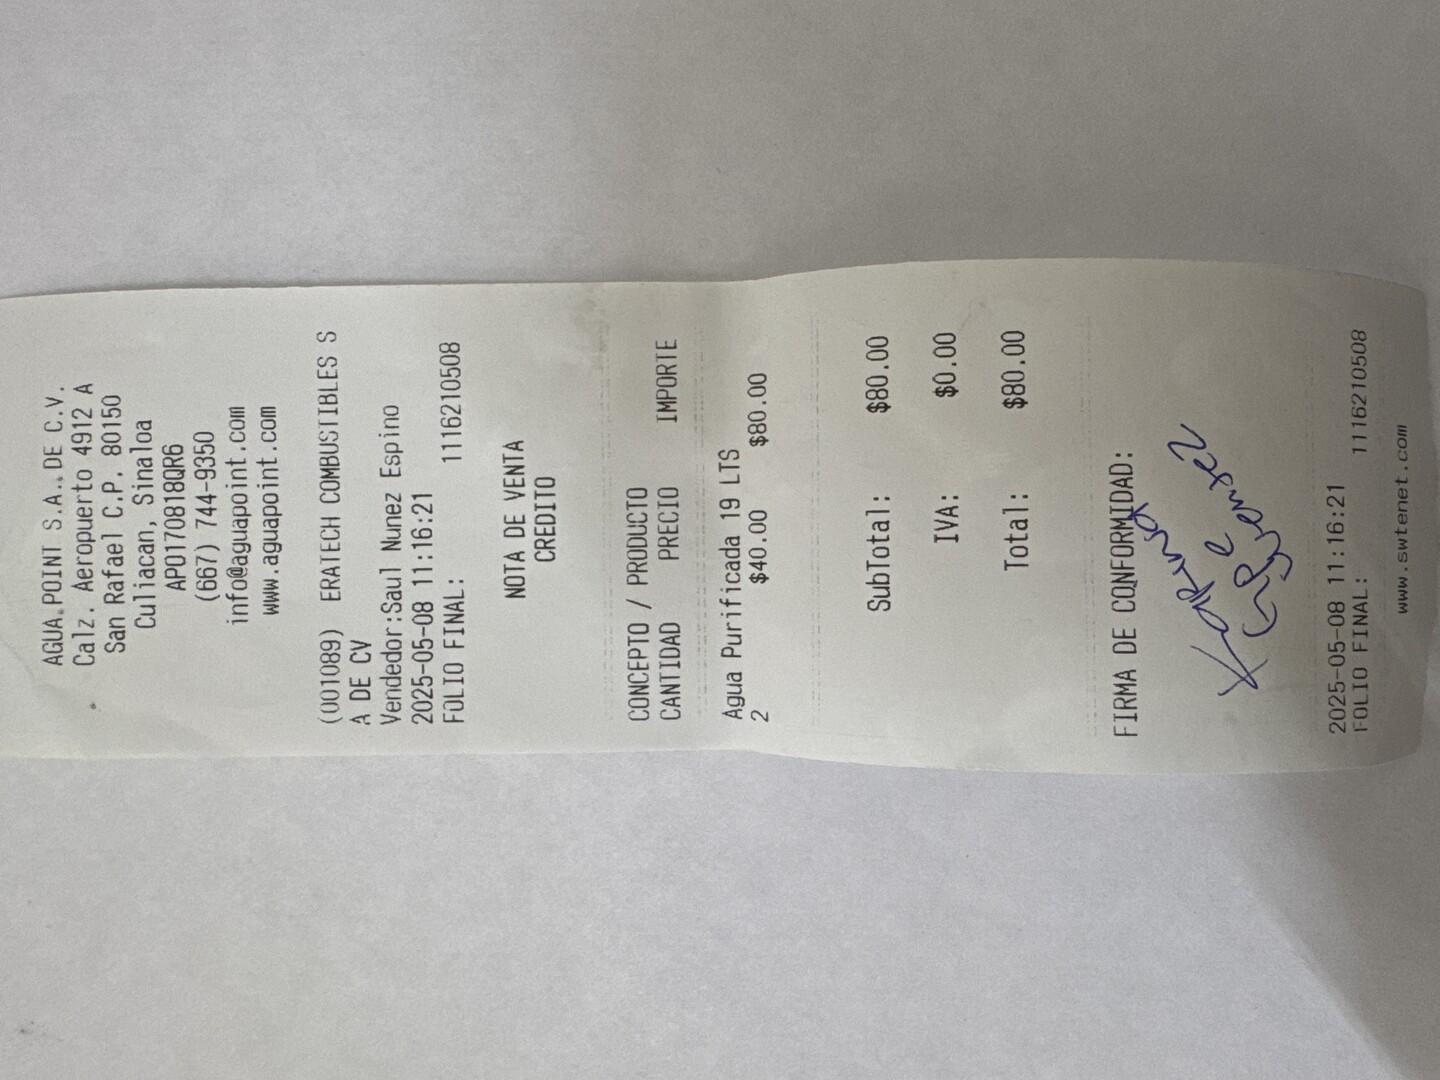 AGUA POINT S.A. DE C.V.
Calz. Aeropuerto 4912 A
San Rafael C.P. 80150
Culiacan, Sinaloa
APO170818QR6
(667) 744-9350
info@aguapoint.com
www.aguapoint.com
(001089) ERATECH COMBUSTIBLES S
A DE CV
Vendedor:Saul Nunez Espino
2025-05-08 11:16:21
FOLIO FINAL: 1116210508
NOTA DE VENTA
CREDITO
CONCEPTO / PRODUCTO
CANTIDAD PRECIO IMPORTE
Agua Purificada 19 LTS
2 $40.00 $80.00
SubTotal: $80.00
IVA: $0.00
Total: $80.00
FIRMA DE CONFORMIDAD:
2025-05-08 11:16:21
FOLIO FINAL: 1116210508
www.swtenet.com